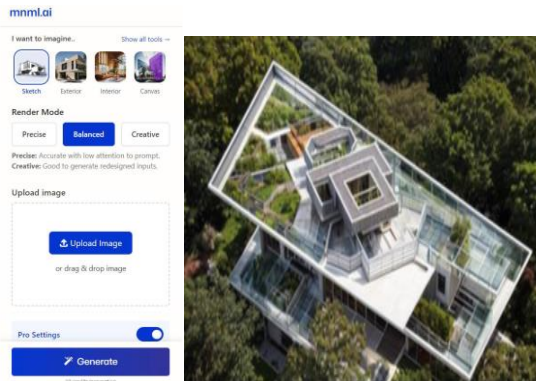 mnml.ai
I want to imagine.. Show all tools →
Sketch Exterior Interior Canvas
Render Mode
Precise Balanced Creative
Precise: Accurate with low attention to prompt.
Creative: Good to generate redesigned inputs.
Upload image
Upload Image
or drag & drop image
Pro Settings
Generate